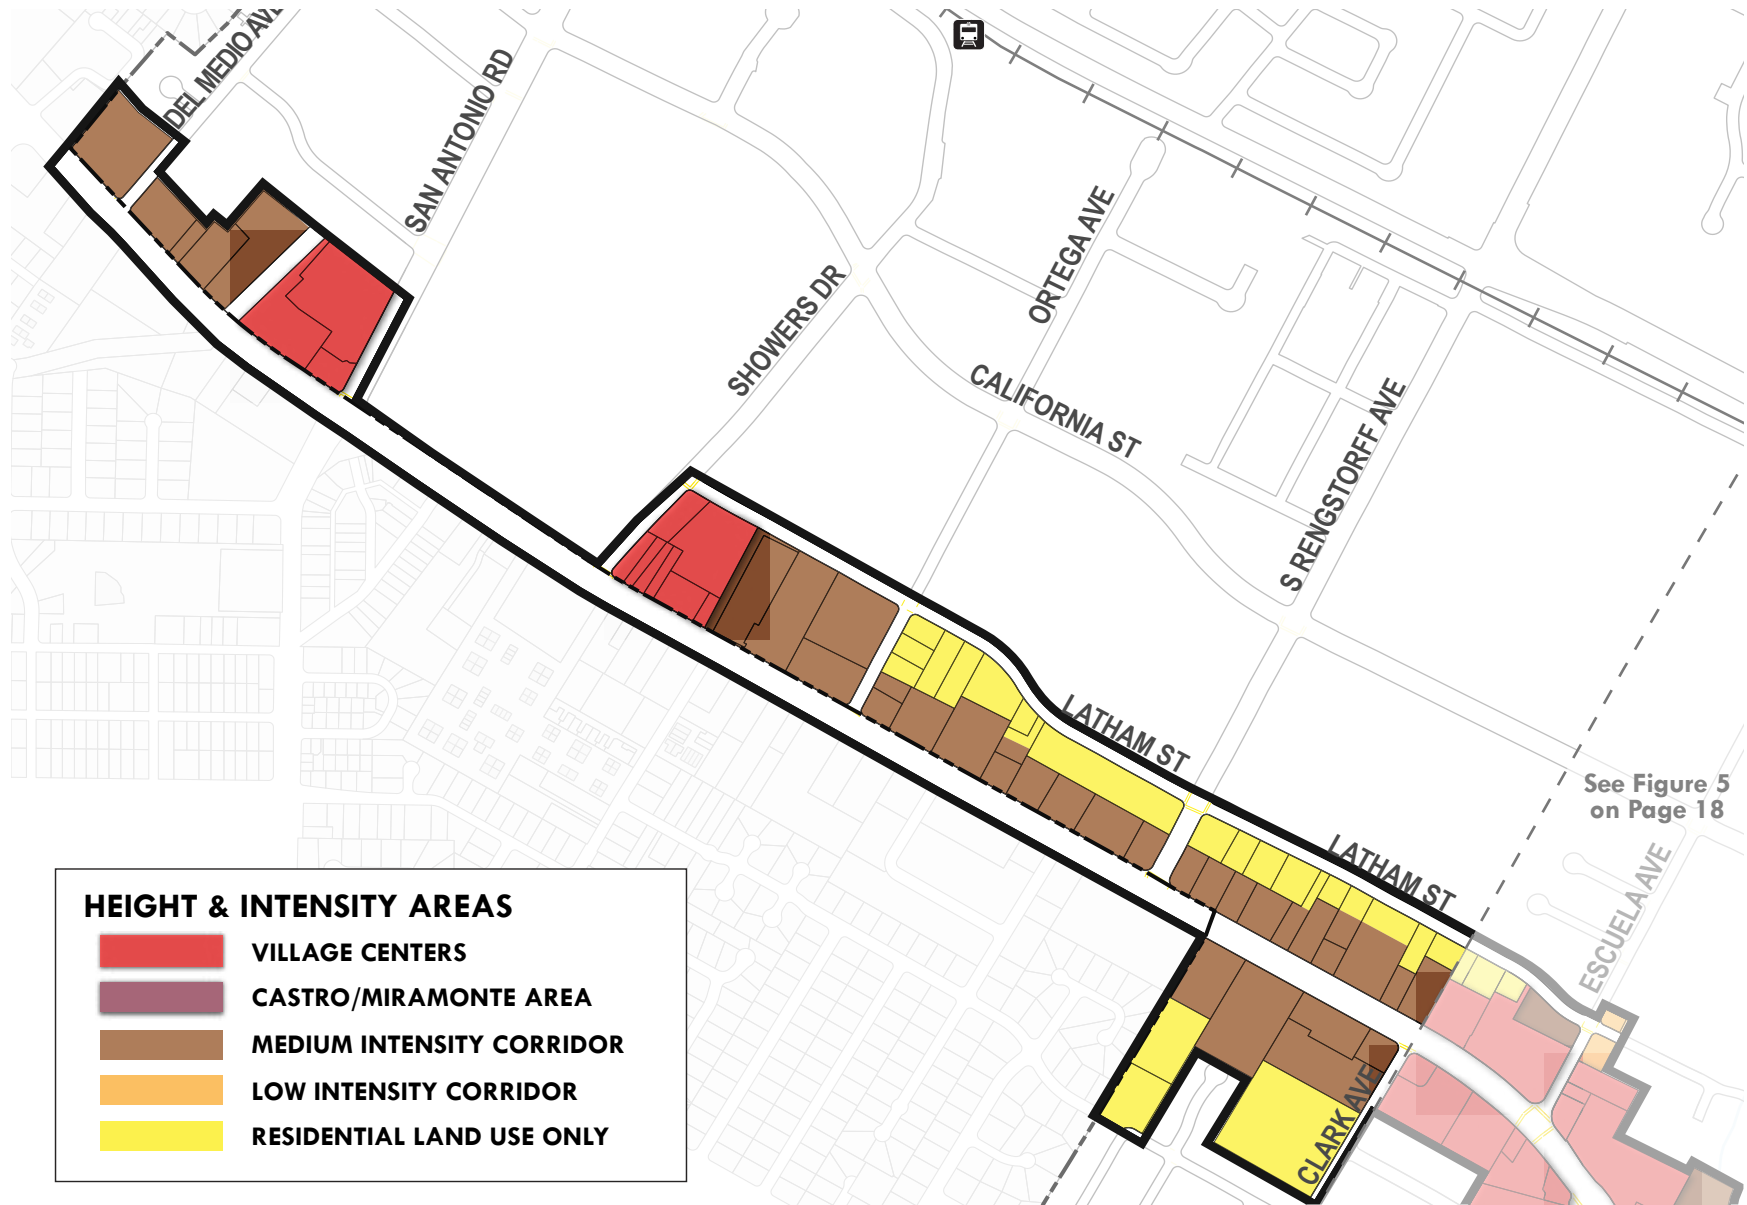 DEL MEDIO AVE
SAN ANTONIO RD
SHOWERS DR
ORTEGA AVE
CALIFORNIA ST
S RENGSTORFF AVE
LATHAM ST
LATHAM ST
See Figure 5
on Page 18
ESCUELA AVE
CLARK AVE
HEIGHT & INTENSITY AREAS
VILLAGE CENTERS
CASTRO/MIRAMONTE AREA
MEDIUM INTENSITY CORRIDOR
LOW INTENSITY CORRIDOR
RESIDENTIAL LAND USE ONLY